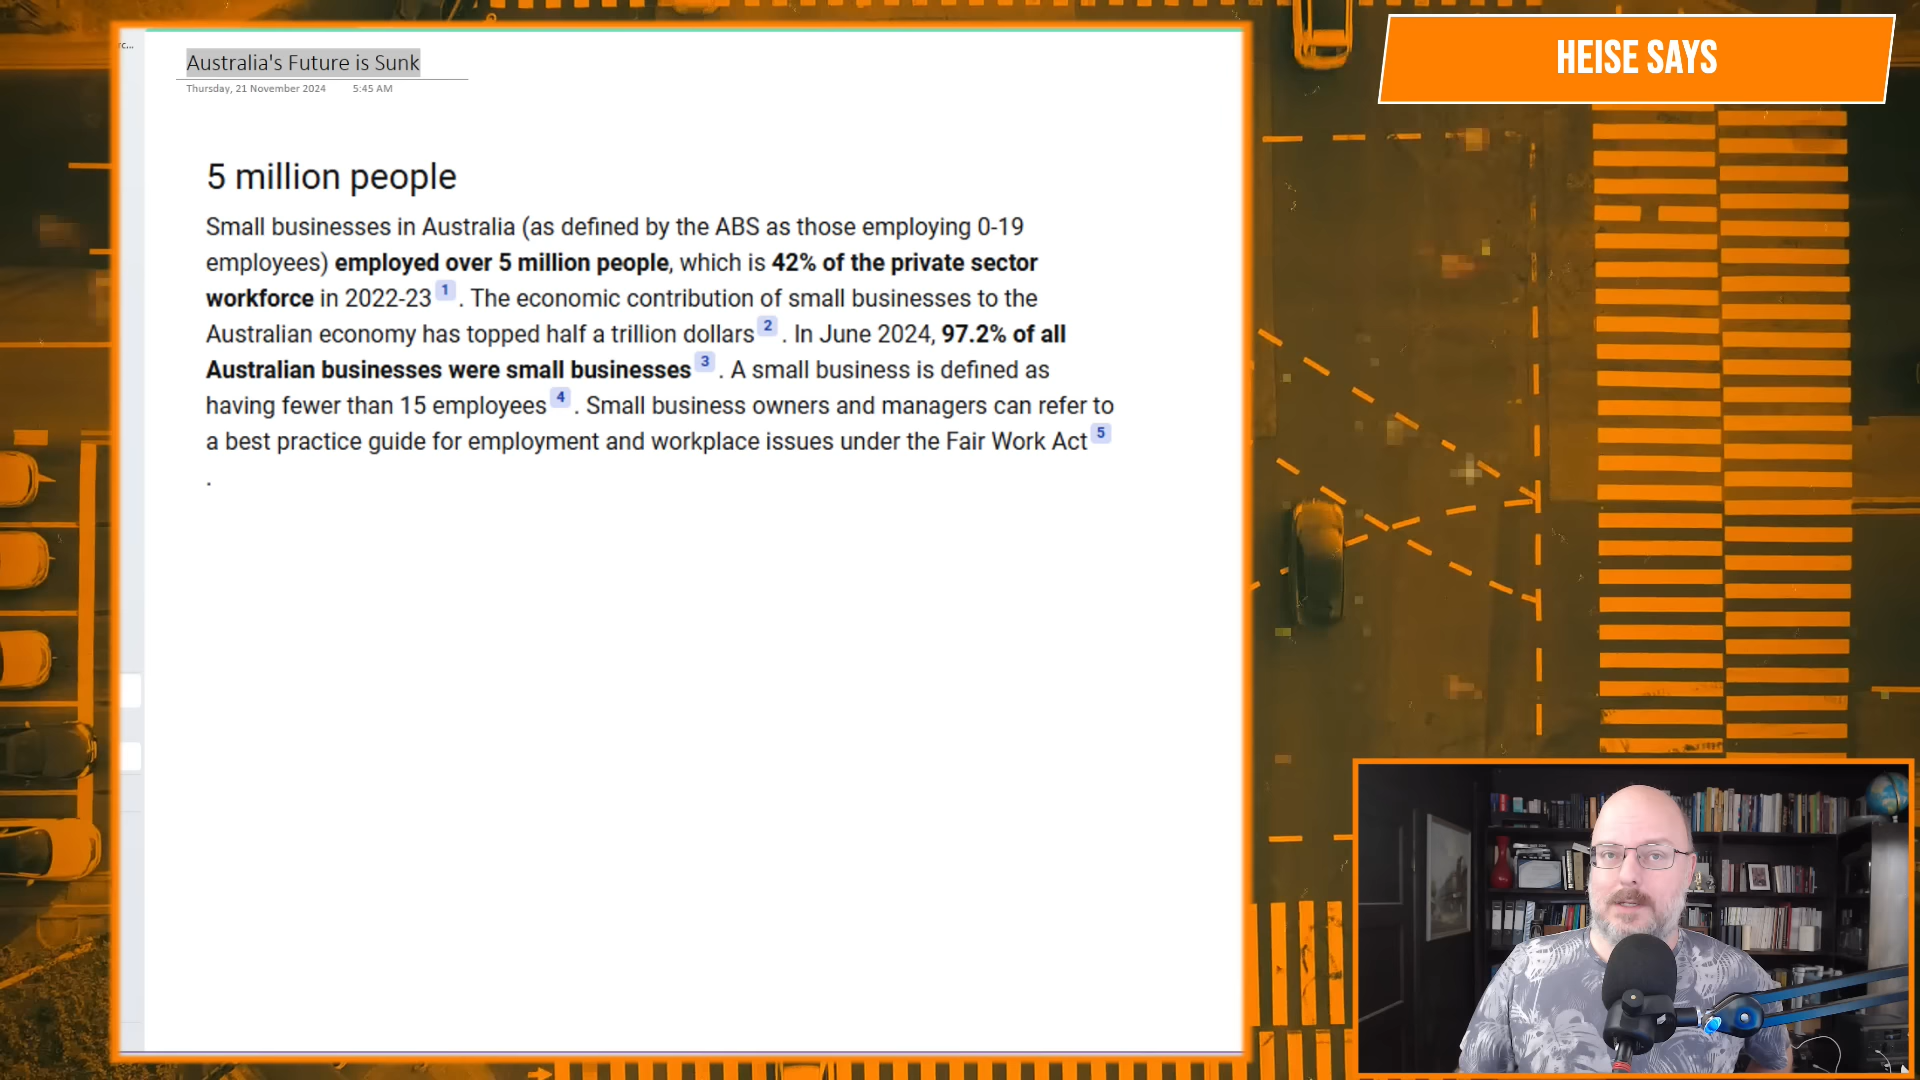 rc...
HEISE SAYS
Australia's Future is Sunk
Thursday, 21 November 2024 5:45 AM
5 million people
Small businesses in Australia (as defined by the ABS as those employing 0-19
employees) employed over 5 million people, which is 42% of the private sector
workforce in 2022-23 1 . The economic contribution of small businesses to the
Australian economy has topped half a trillion dollars 2 . In June 2024, 97.2% of all
Australian businesses were small businesses 3 . A small business is defined as
having fewer than 15 employees 4 . Small business owners and managers can refer to
a best practice guide for employment and workplace issues under the Fair Work Act 5
.